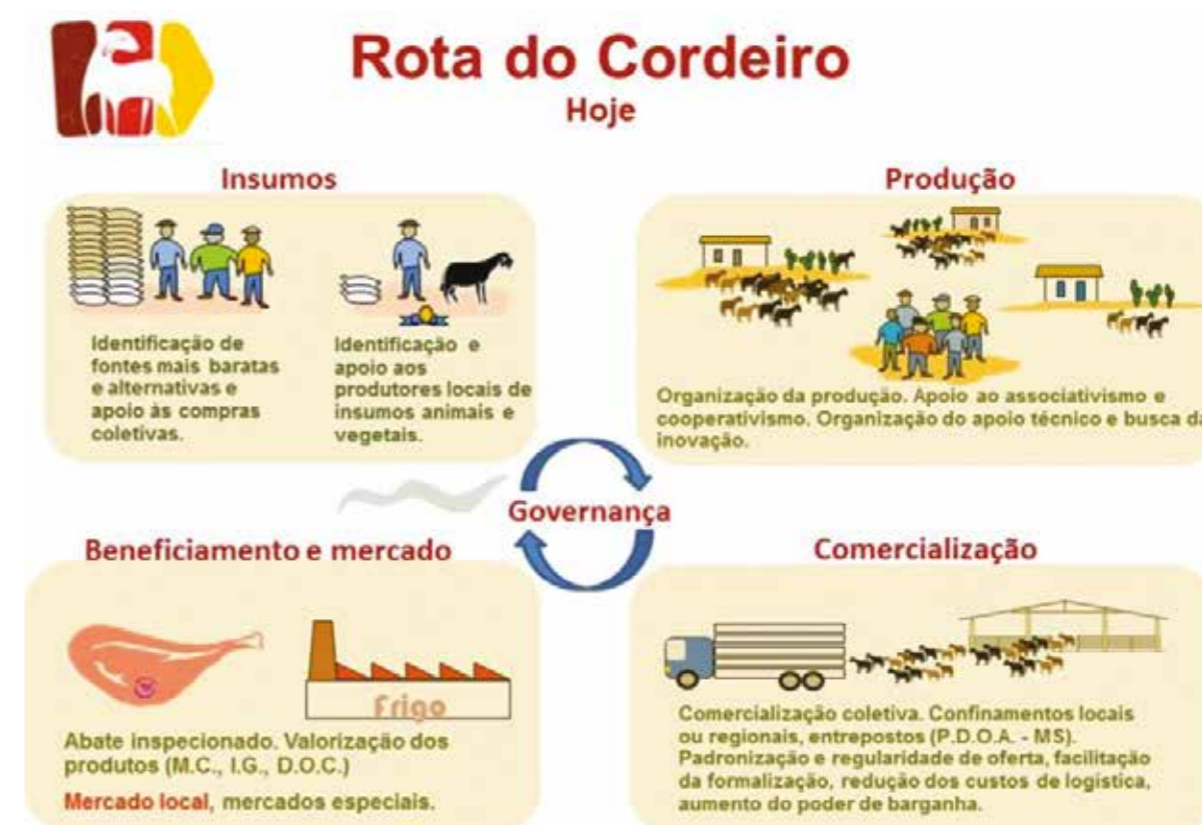 Rota do Cordeiro
Hoje
Insumos
Identificação de
fontes mais baratas
e alternativas e
apoio às compras
coletivas.
Identificação e
apoio aos
produtores locais de
insumos animais e
vegetais.
Produção
Organização da produção. Apoio ao associativismo e
cooperativismo. Organização do apoio técnico e busca da
inovação.
Governança
Beneficiamento e mercado
Frigo
Abate inspecionado. Valorização dos
produtos (M.C., I.G., D.O.C.)
Mercado local, mercados especiais.
Comercialização
Comercialização coletiva. Confinamentos locais
ou regionais, entrepostos (P.D.O.A. - MS).
Padronização e regularidade de oferta, facilitação
da formalização, redução dos custos de logística,
aumento do poder de barganha.